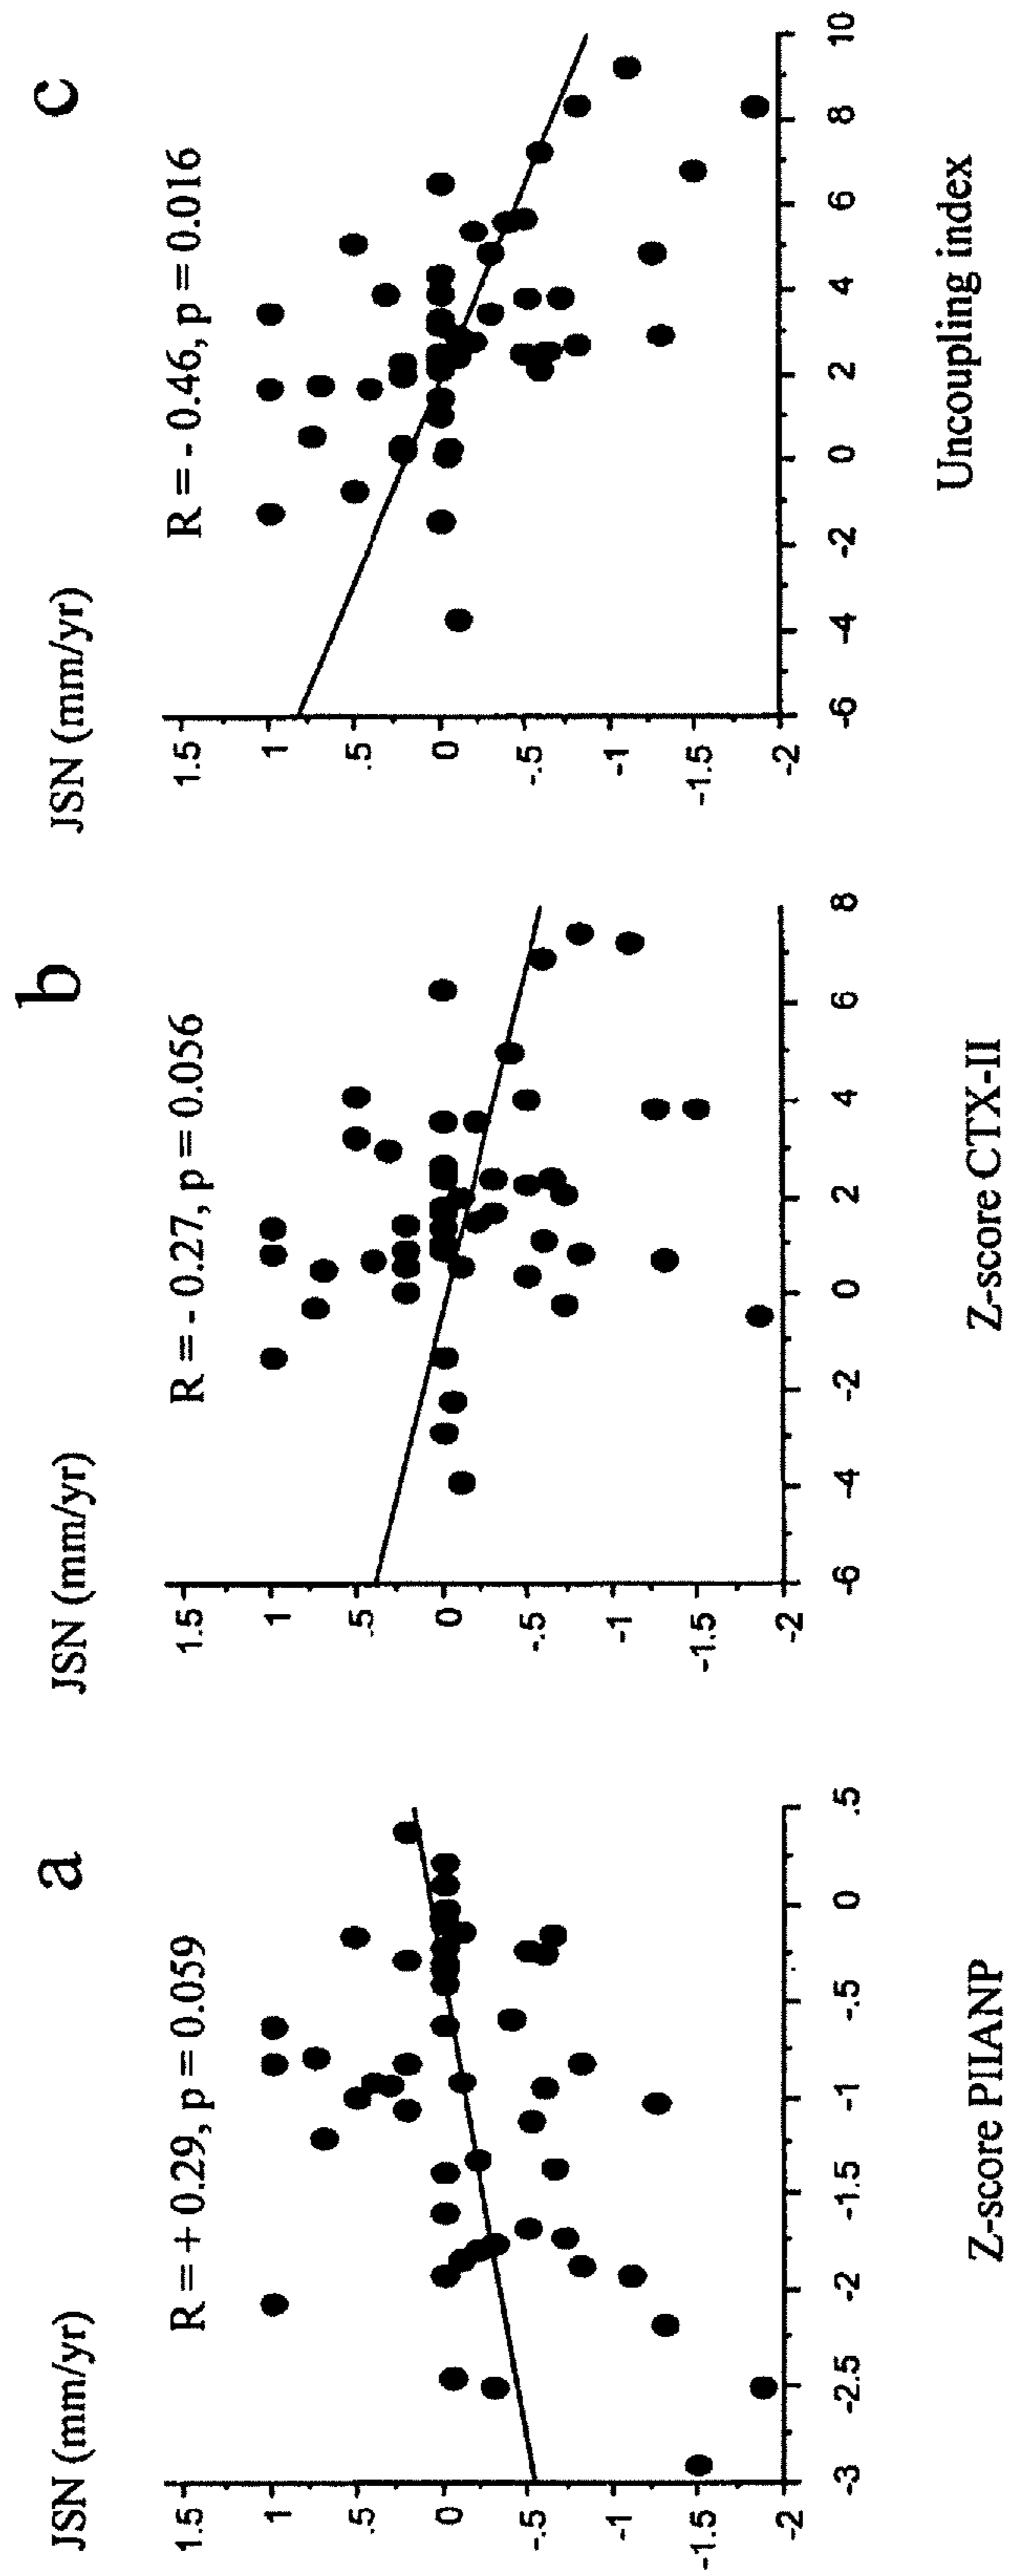 a
JSN (mm/yr)
R = + 0.29, p = 0.059
1.5
1
.5
0
-.5
-1
-1.5
-2
-3 -2.5 -2 -1.5 -1 -.5 0 .5
Z-score PIIANP
b
JSN (mm/yr)
R = - 0.27, p = 0.056
1.5
1
.5
0
-.5
-1
-1.5
-2
-6 -4 -2 0 2 4 6 8
Z-score CTX-II
c
JSN (mm/yr)
R = - 0.46, p = 0.016
1.5
1
.5
0
-.5
-1
-1.5
-2
-6 -4 -2 0 2 4 6 8 10
Uncoupling index